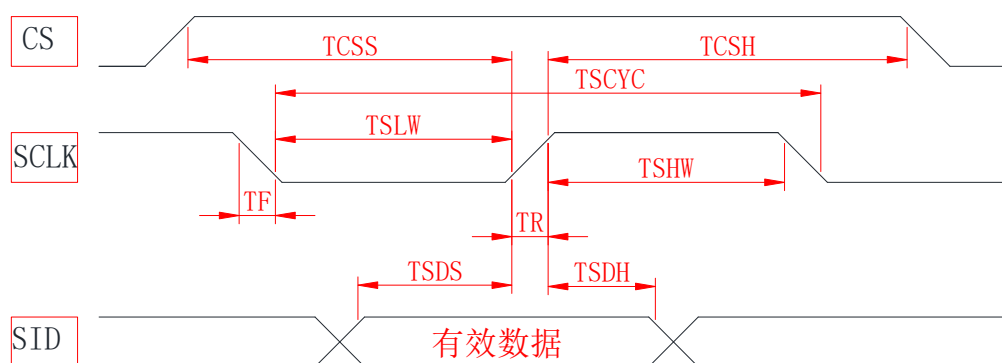 CS
TCSS
TCSH
TSCYC
TSLW
SCLK
TSHW
TF
TR
TSDS
TSDH
SID
有效数据